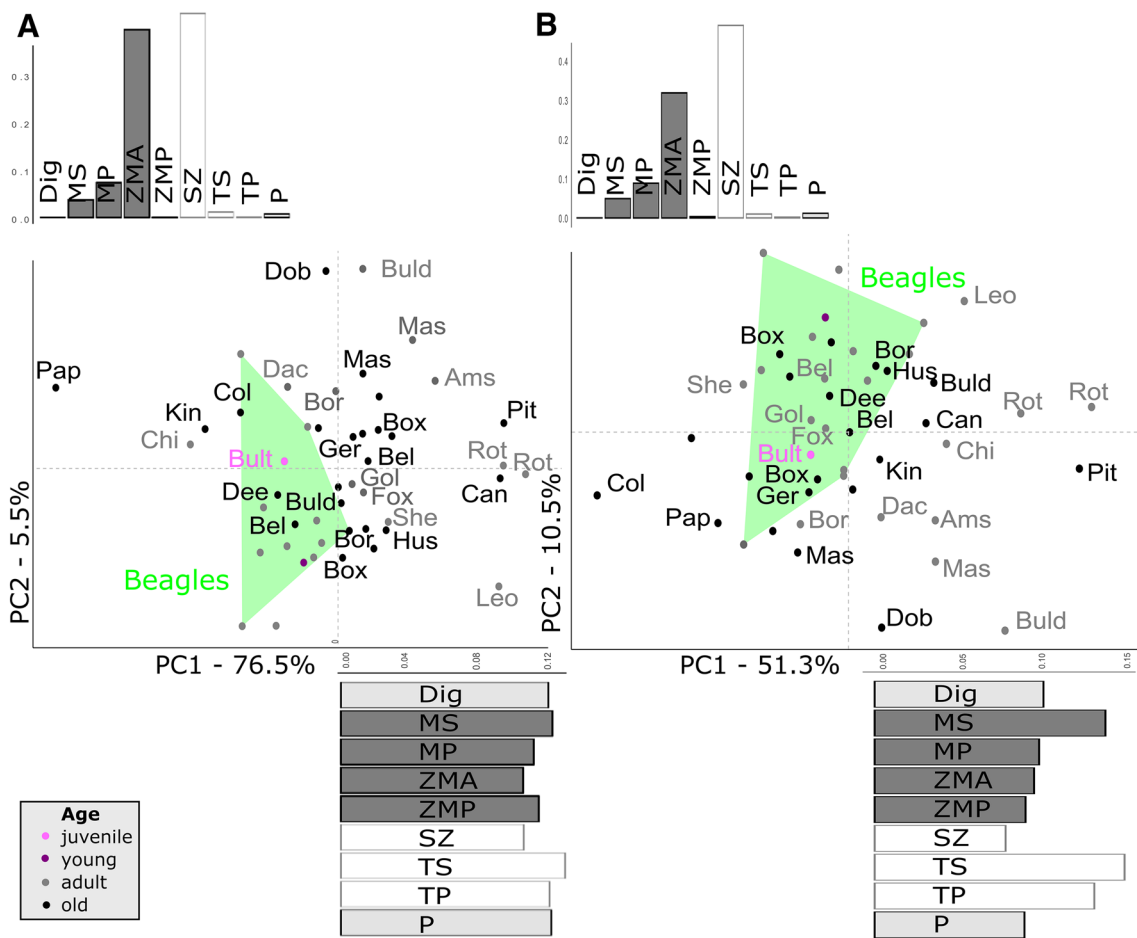 A
0.3
0.2
0.1
0.0
Dig
MS
MP
ZMA
ZMP
SZ
TS
TP
P
B
0.4
0.3
0.2
0.1
0.0
Dig
MS
MP
ZMA
ZMP
SZ
TS
TP
P
Dob
Buld
Mas
Pap
Dac
Mas
Ams
Col
Bor
Kin
Box
Pit
Chi
Ger
Bult
Bel
Rot
Rot
Gol
Can
Dee
Buld
Fox
She
Bel
Bor
Hus
Box
Beagles
Leo
PC2 - 5.5%
PC1 - 76.5%
0
0.00
0.04
0.08
0.12
Dig
MS
MP
ZMA
ZMP
SZ
TS
TP
P
Beagles
Leo
Box
Bor
She
Bel
Hus
Buld
Dee
Rot
Rot
Gol
Bel
Can
Fox
Chi
Bult
Kin
Pit
Box
Col
Ger
Pap
Bor
Dac
Ams
Mas
Mas
Dob
Buld
PC2 - 10.5%
PC1 - 51.3%
0.00
0.05
0.10
0.15
Dig
MS
MP
ZMA
ZMP
SZ
TS
TP
P
Age
juvenile
young
adult
old